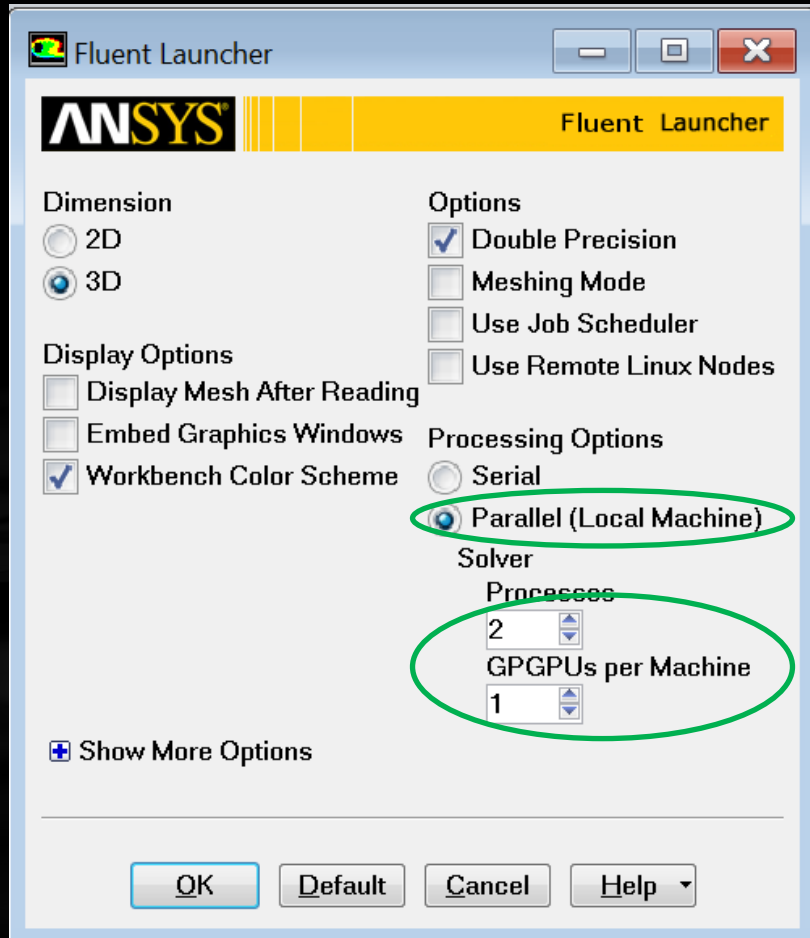 Fluent Launcher
ANSYS®
Fluent Launcher
Dimension
2D
3D
Display Options
Display Mesh After Reading
Embed Graphics Windows
Workbench Color Scheme
Options
Double Precision
Meshing Mode
Use Job Scheduler
Use Remote Linux Nodes
Processing Options
Serial
Parallel (Local Machine)
Solver
Processes
2
GPGPUs per Machine
1
Show More Options
OK
Default
Cancel
Help